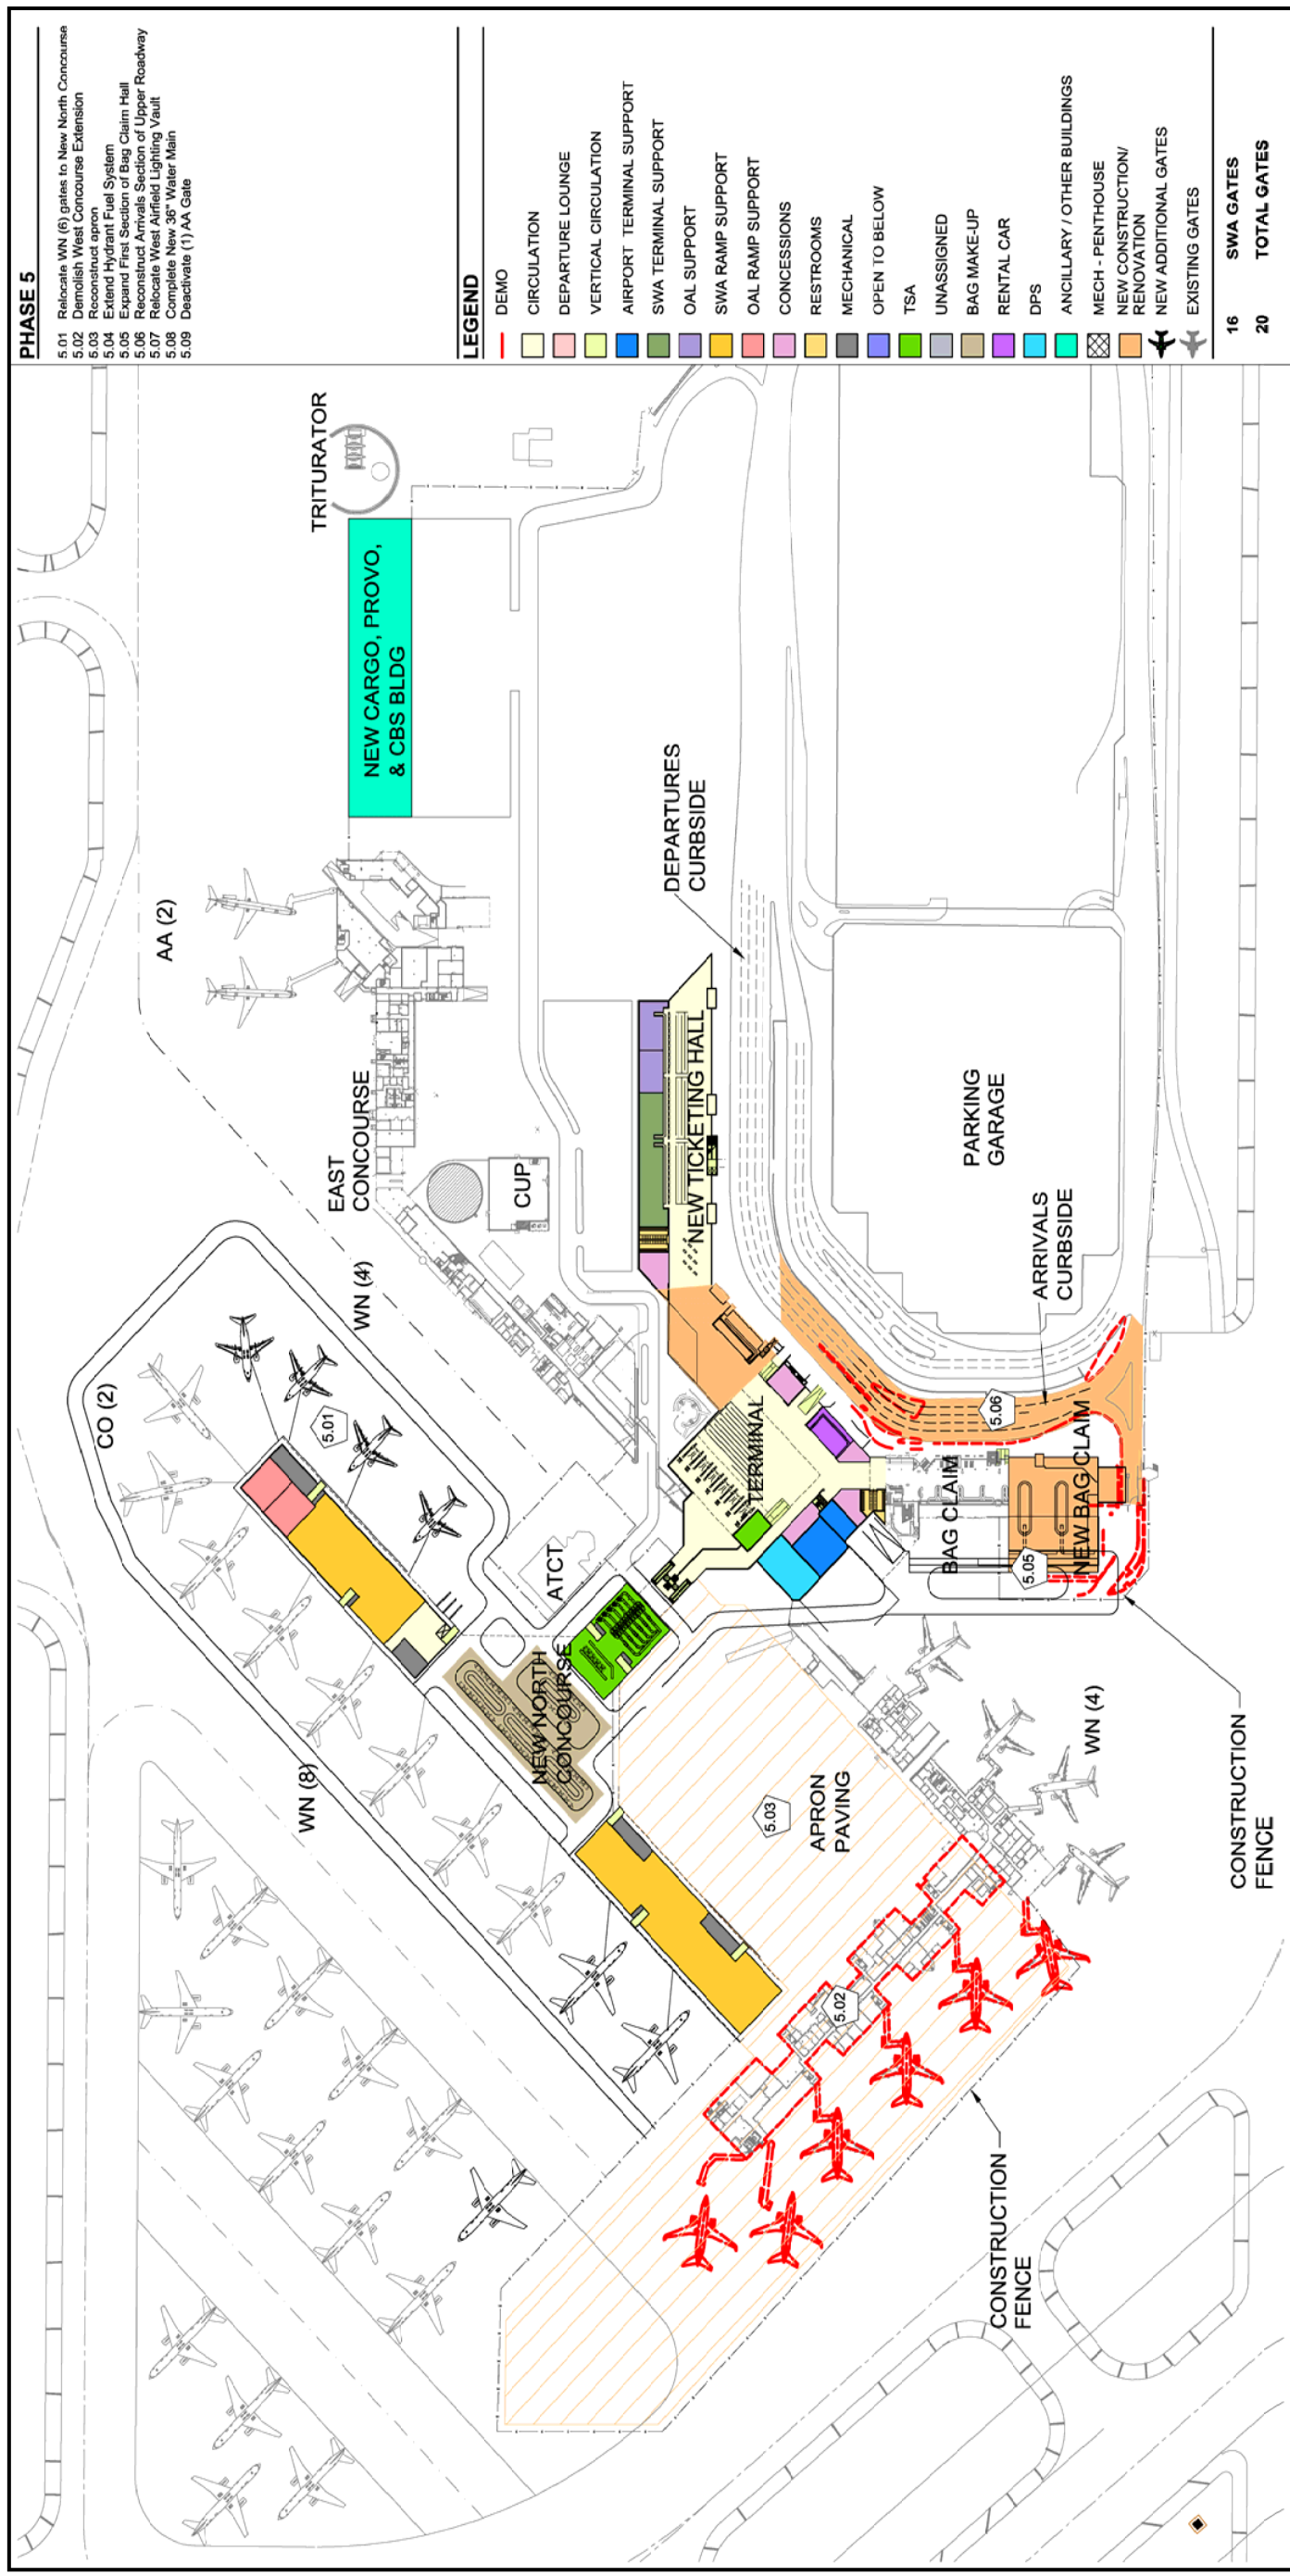 PHASE 5
5.01 Relocate WN (6) gates to New North Concourse
5.02 Demolish West Concourse Extension
5.03 Reconstruct apron
5.04 Extend Hydrant Fuel System
5.05 Expand First Section of Bag Claim Hall
5.06 Reconstruct Arrivals Section of Upper Roadway
5.07 Relocate West Airfield Lighting Vault
5.08 Complete New 36" Water Main
5.09 Deactivate (1) AA Gate
LEGEND
DEMO
CIRCULATION
DEPARTURE LOUNGE
VERTICAL CIRCULATION
AIRPORT TERMINAL SUPPORT
SWA TERMINAL SUPPORT
OAL SUPPORT
SWA RAMP SUPPORT
OAL RAMP SUPPORT
CONCESSIONS
RESTROOMS
MECHANICAL
OPEN TO BELOW
TSA
UNASSIGNED
BAG MAKE-UP
RENTAL CAR
DPS
ANCILLARY / OTHER BUILDINGS
MECH - PENTHOUSE
NEW CONSTRUCTION/
RENOVATION
NEW ADDITIONAL GATES
EXISTING GATES
16 SWA GATES
20 TOTAL GATES
TRITURATOR
NEW CARGO, PROVO,
& CBS BLDG
AA (2)
DEPARTURES
CURBSIDE
EAST
CONCOURSE
CUP
NEW TICKETING HALL
PARKING
GARAGE
ARRIVALS
CURBSIDE
WN (4)
CO (2)
5.01
ATCT
TERMINAL
5.06
BAG CLAIM
NEW BAG CLAIM
5.05
NEW NORTH
CONCOURSE
WN (8)
5.03
APRON
PAVING
WN (4)
CONSTRUCTION
FENCE
5.02
CONSTRUCTION
FENCE